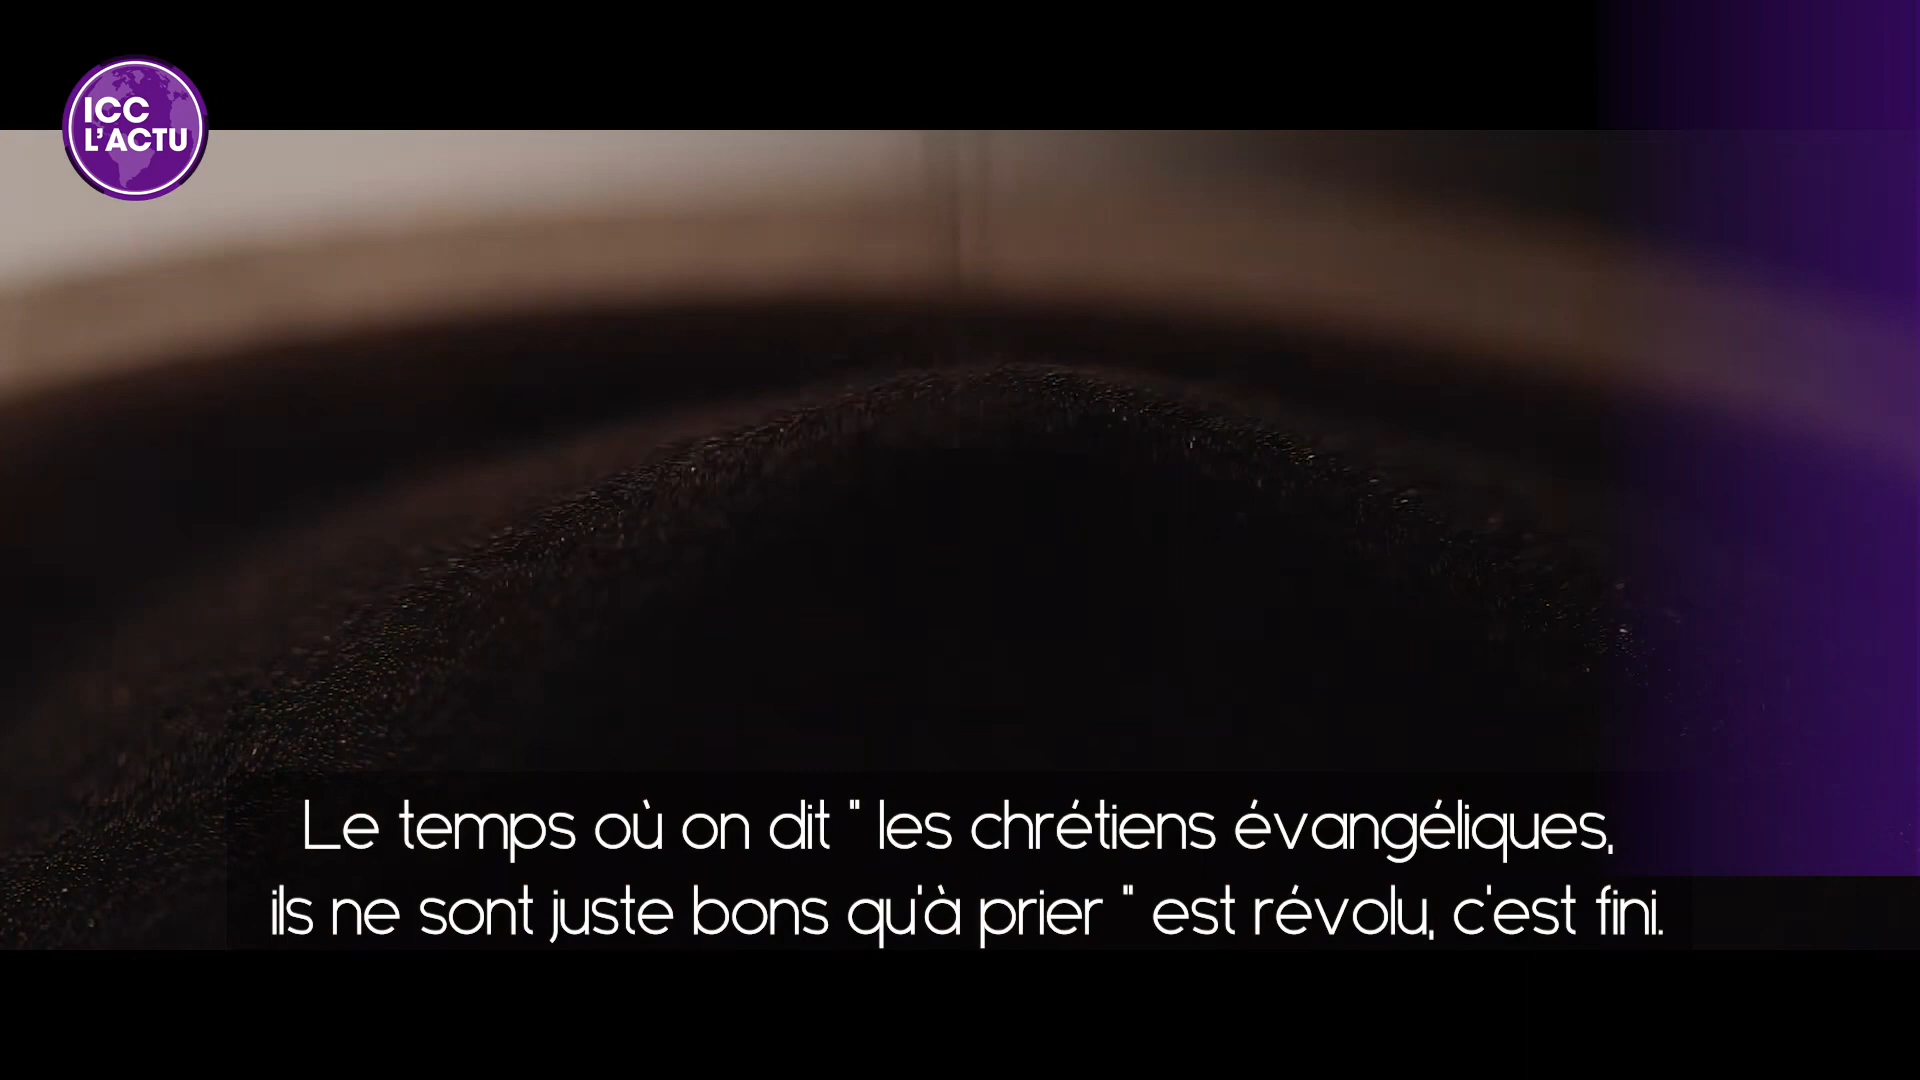 ICC
L'ACTU
Le temps où on dit " les chrétiens évangéliques,
ils ne sont juste bons qu'à prier " est révolu, c'est fini.